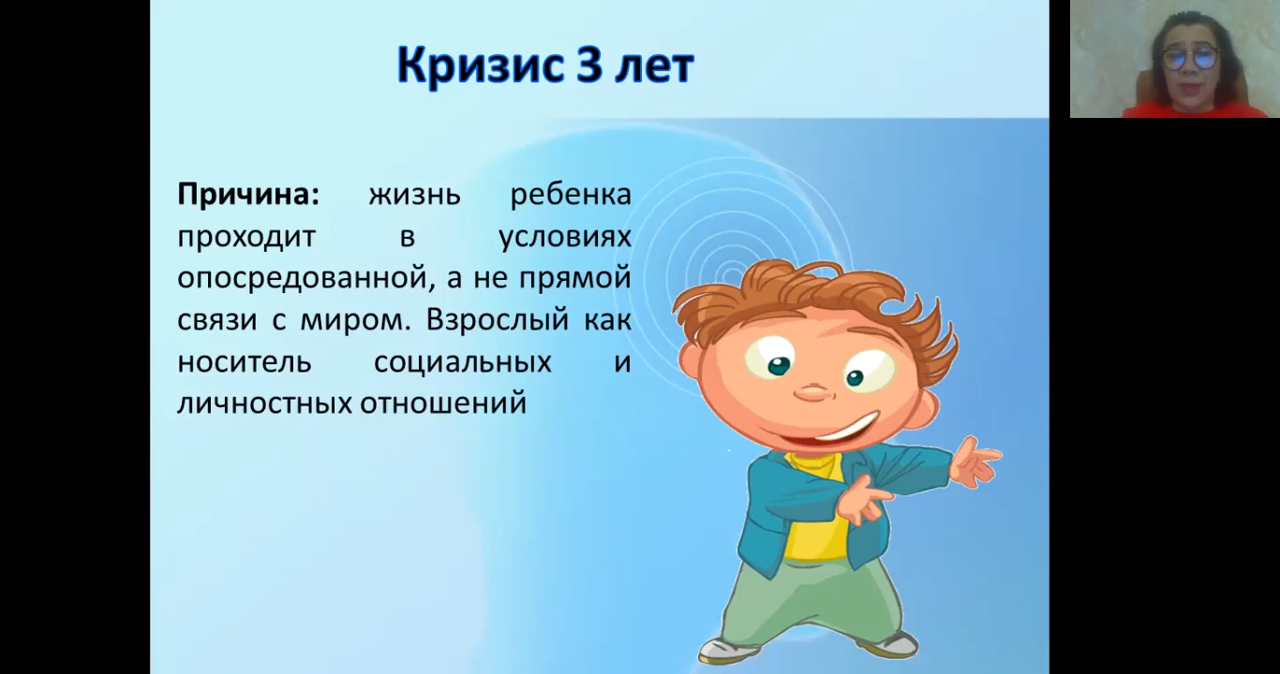 Кризис 3 лет
Причина: жизнь ребенка
проходит в условиях
опосредованной, а не прямой
связи с миром. Взрослый как
носитель социальных и
личностных отношений